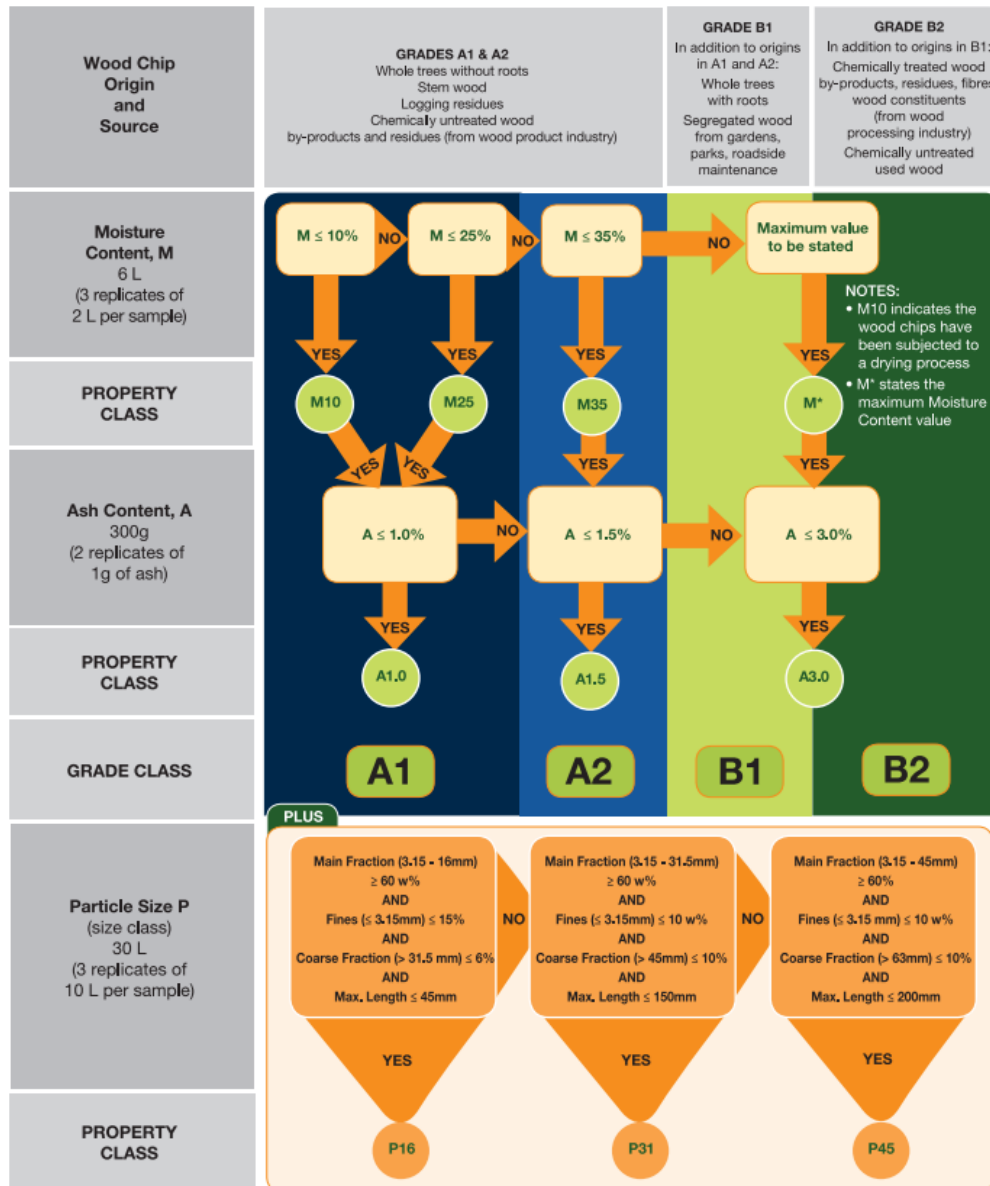 Wood Chip
Origin
and
Source
GRADES A1 & A2
Whole trees without roots
Stem wood
Logging residues
Chemically untreated wood
by-products and residues (from wood product industry)
GRADE B1
In addition to origins
in A1 and A2:
Whole trees
with roots
Segregated wood
from gardens,
parks, roadside
maintenance
GRADE B2
In addition to origins in B1:
Chemically treated wood
by-products, residues, fibres
wood constituents
(from wood
processing industry)
Chemically untreated
used wood
Moisture
Content, M
6 L
(3 replicates of
2 L per sample)
M ≤ 10%
NO
M ≤ 25%
NO
M ≤ 35%
NO
Maximum value
to be stated
YES
YES
YES
YES
NOTES:
• M10 indicates the
wood chips have
been subjected to
a drying process
• M* states the
maximum Moisture
Content value
PROPERTY
CLASS
M10
M25
M35
M*
YES
YES
YES
YES
Ash Content, A
300g
(2 replicates of
1g of ash)
A ≤ 1.0%
NO
A ≤ 1.5%
NO
A ≤ 3.0%
YES
YES
YES
PROPERTY
CLASS
A1.0
A1.5
A3.0
GRADE CLASS
A1
A2
B1
B2
PLUS
Particle Size P
(size class)
30 L
(3 replicates of
10 L per sample)
Main Fraction (3.15 - 16mm)
≥ 60 w%
AND
Fines (≤ 3.15mm) ≤ 15%
AND
Coarse Fraction (> 31.5 mm) ≤ 6%
AND
Max. Length ≤ 45mm
NO
Main Fraction (3.15 - 31.5mm)
≥ 60 w%
AND
Fines (≤ 3.15mm) ≤ 10 w%
AND
Coarse Fraction (> 45mm) ≤ 10%
AND
Max. Length ≤ 150mm
NO
Main Fraction (3.15 - 45mm)
≥ 60%
AND
Fines (≤ 3.15 mm) ≤ 10 w%
AND
Coarse Fraction (> 63mm) ≤ 10%
AND
Max. Length ≤ 200mm
YES
YES
YES
PROPERTY
CLASS
P16
P31
P45